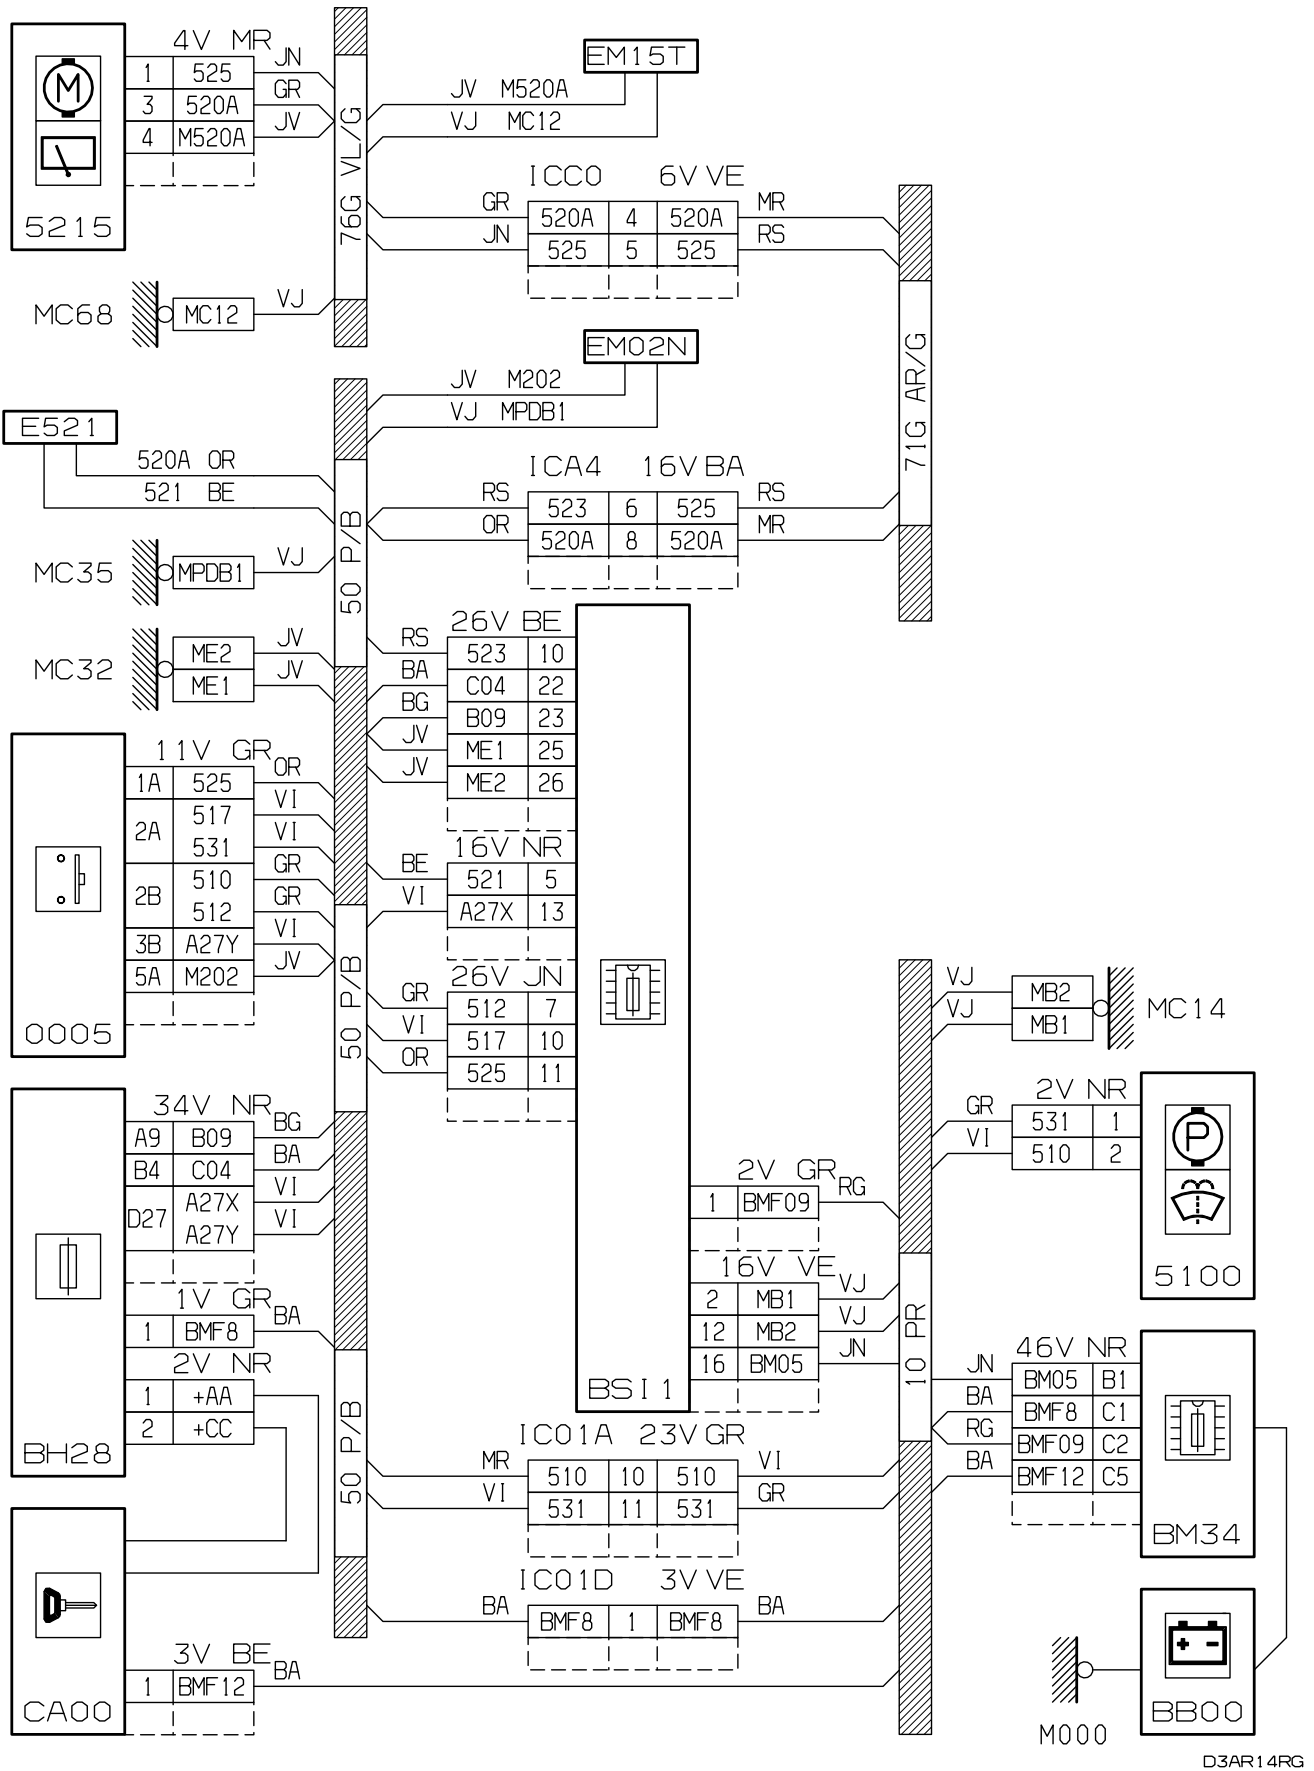 4V MR
1 525 JN
3 520A GR
4 M520A JV
5215
76G VL/G
EM15T
JV M520A
VJ MC12
ICC0 6V VE
GR 520A 4 520A MR
JN 525 5 525 RS
MC68 MC12 VJ
EM02N
JV M202
VJ MPDB1
71G AR/G
E521
520A OR
521 BE
50 P/B
ICA4 16V BA
RS 523 6 525 RS
OR 520A 8 520A MR
MC35 MPDB1 VJ
MC32
ME2 JV
ME1 JV
26V BE
RS 523 10
BA C04 22
BG B09 23
JV ME1 25
JV ME2 26
11V GR
1A 525 OR
2A 517 VI
531 VI
2B 510 GR
512 GR
3B A27Y VI
5A M202 JV
0005
16V NR
BE 521 5
VI A27X 13
50 P/B
26V JN
GR 512 7
VI 517 10
OR 525 11
VJ MB2
VJ MB1
MC14
2V NR
GR 531 1
VI 510 2
5100
P
M
34V NR
A9 B09 BG
B4 C04 BA
D27 A27X VI
A27Y VI
1V GR
1 BMF8 BA
2V NR
1 +AA
2 +CC
BH28
2V GR
1 BMF09 RG
16V VE
2 MB1 VJ
12 MB2 VJ
16 BM05 JN
BSI1
10 PR
46V NR
JN BM05 B1
BA BMF8 C1
RG BMF09 C2
BA BMF12 C5
BM34
50 P/B
IC01A 23V GR
MR 510 10 510 VI
VI 531 11 531 GR
IC01D 3V VE
BA BMF8 1 BMF8 BA
3V BE
1 BMF12 BA
CA00
+ -
BB00
M000
D3AR14RG